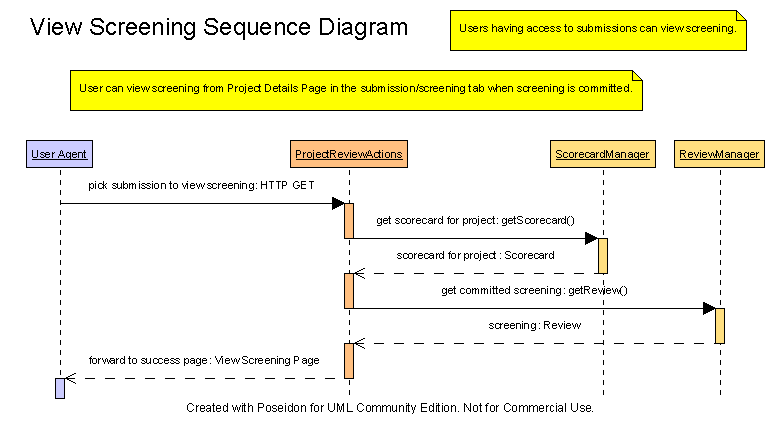 View Screening Sequence Diagram
Users having access to submissions can view screening.
User can view screening from Project Details Page in the submission/screening tab when screening is committed.
User Agent
ProjectReviewActions
ScorecardManager
ReviewManager
pick submission to view screening: HTTP GET
get scorecard for project: getScorecard()
scorecard for project : Scorecard
get committed screening: getReview()
screening: Review
forward to success page: View Screening Page
Created with Poseidon for UML Community Edition. Not for Commercial Use.